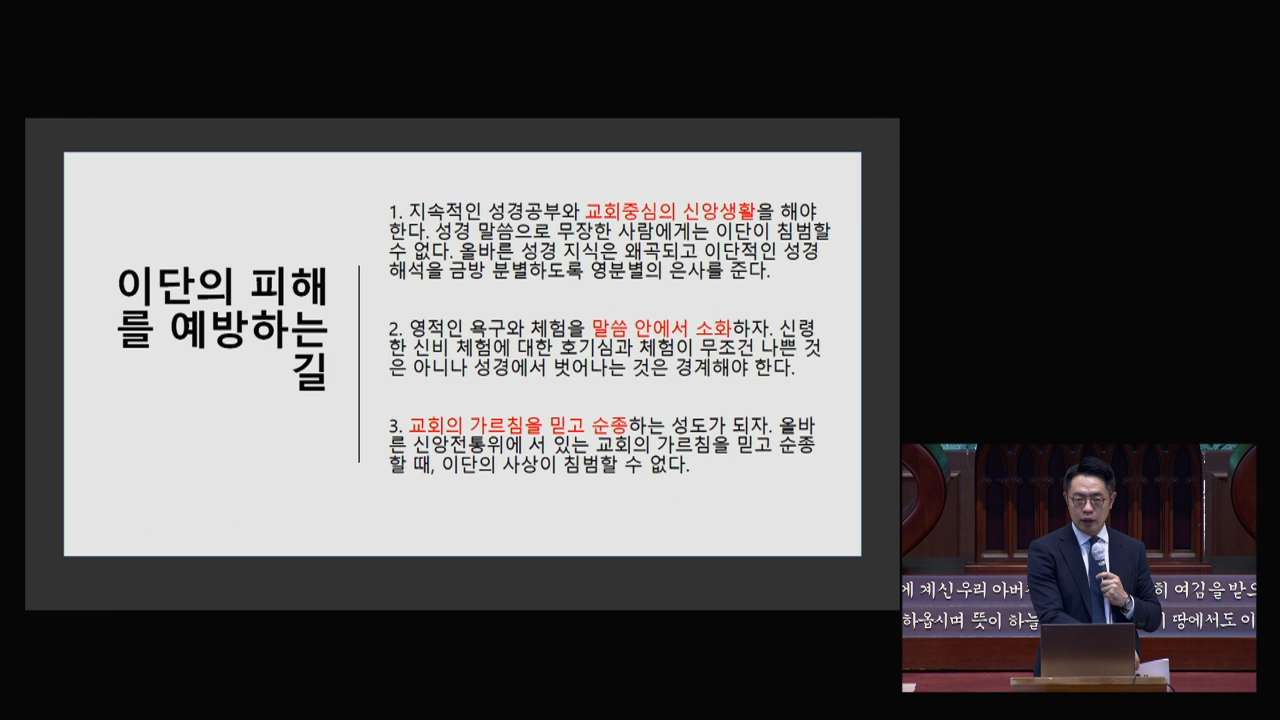 이단의 피해
를 예방하는
길
1. 지속적인 성경공부와 교회중심의 신앙생활을 해야
한다. 성경 말씀으로 무장한 사람에게는 이단이 침범할
수 없다. 올바른 성경 지식은 왜곡되고 이단적인 성경
해석을 금방 분별하도록 영분별의 은사를 준다.
2. 영적인 욕구와 체험을 말씀 안에서 소화하자. 신령
한 신비 체험에 대한 호기심과 체험이 무조건 나쁜 것
은 아니나 성경에서 벗어나는 것은 경계해야 한다.
3. 교회의 가르침을 믿고 순종하는 성도가 되자. 올바
른 신앙전통위에 서 있는 교회의 가르침을 믿고 순종
할 때, 이단의 사상이 침범할 수 없다.
에 계신 우리 아버 히 여김을 받으
하옵시며 뜻이 하늘 땅에서도 이